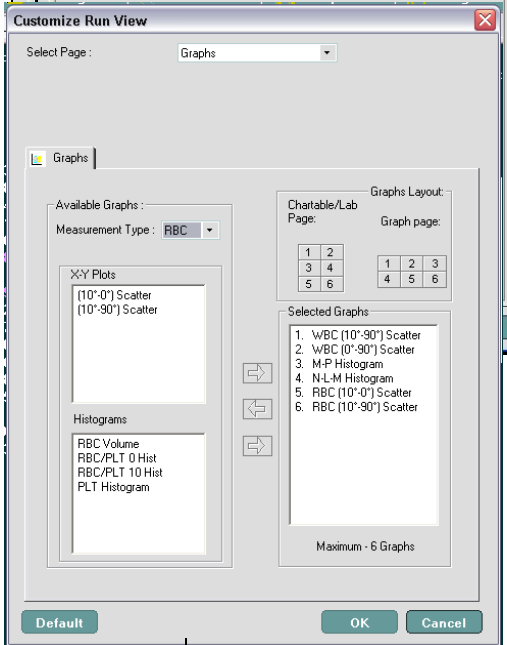 Customize Run View
Select Page :
Graphs
Graphs
Available Graphs :
Measurement Type : RBC
X-Y Plots
(10°-0°) Scatter
(10°-90°) Scatter
Histograms
RBC Volume
RBC/PLT 0 Hist
RBC/PLT 10 Hist
PLT Histogram
Graphs Layout:
Chartable/Lab
Page:
Graph page:
1 2
3 4
5 6
1 2 3
4 5 6
Selected Graphs
1. WBC (10°-90°) Scatter
2. WBC (0°-90°) Scatter
3. M-P Histogram
4. N-L-M Histogram
5. RBC (10°-0°) Scatter
6. RBC (10°-90°) Scatter
Maximum - 6 Graphs
Default
OK
Cancel